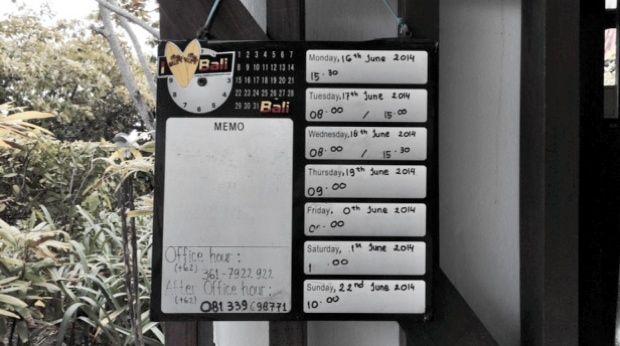 i Bali
1 2 3 4 5 6 7
8 9 10 11 12 13 14
15 16 17 18 19 20 21
22 23 24 25 26 27 28
29 30 31 Bali
MEMO
Office hour :
(+62) 361-7922 922
After Office hour :
(+62) 081 339 698771
Monday, 16th June 2014
15.30
Tuesday, 17th June 2014
08.00 / 15.00
Wednesday, 18th June 2014
08.00 / 15.30
Thursday, 19th June 2014
09.00
Friday, 0th June 2014
.00
Saturday, 1st June 2014
1 .00
Sunday, 22nd June 2014
10.00